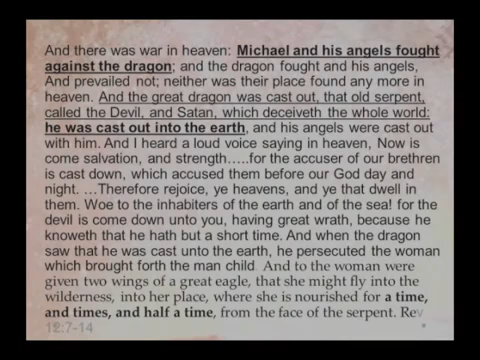 And there was war in heaven: Michael and his angels fought
against the dragon; and the dragon fought and his angels,
And prevailed not; neither was their place found any more in
heaven. And the great dragon was cast out, that old serpent,
called the Devil, and Satan, which deceiveth the whole world:
he was cast out into the earth, and his angels were cast out
with him. And I heard a loud voice saying in heaven, Now is
come salvation, and strength…..for the accuser of our brethren
is cast down, which accused them before our God day and
night. …Therefore rejoice, ye heavens, and ye that dwell in
them. Woe to the inhabiters of the earth and of the sea! for the
devil is come down unto you, having great wrath, because he
knoweth that he hath but a short time. And when the dragon
saw that he was cast unto the earth, he persecuted the woman
which brought forth the man child. And to the woman were
given two wings of a great eagle, that she might fly into the
wilderness, into her place, where she is nourished for a time,
and times, and half a time, from the face of the serpent. Rev
12:7-14